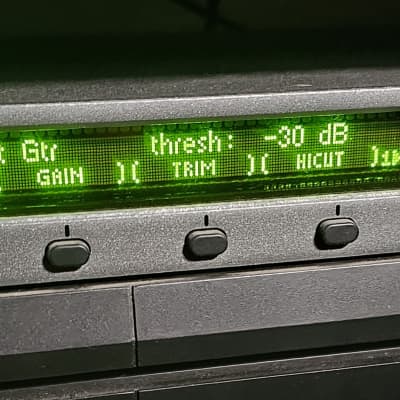 Gtr thresh: -30 dB
GAIN )( TRIM )( HICUT )